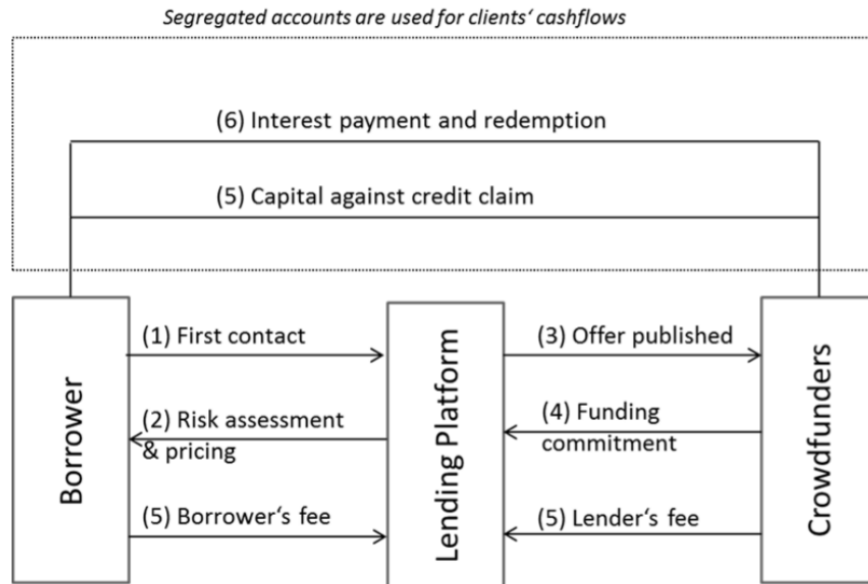 Segregated accounts are used for clients‘ cashflows
(6) Interest payment and redemption
(5) Capital against credit claim
Borrower
(1) First contact
(2) Risk assessment
& pricing
(5) Borrower‘s fee
Lending Platform
(3) Offer published
(4) Funding
commitment
(5) Lender‘s fee
Crowdfunders